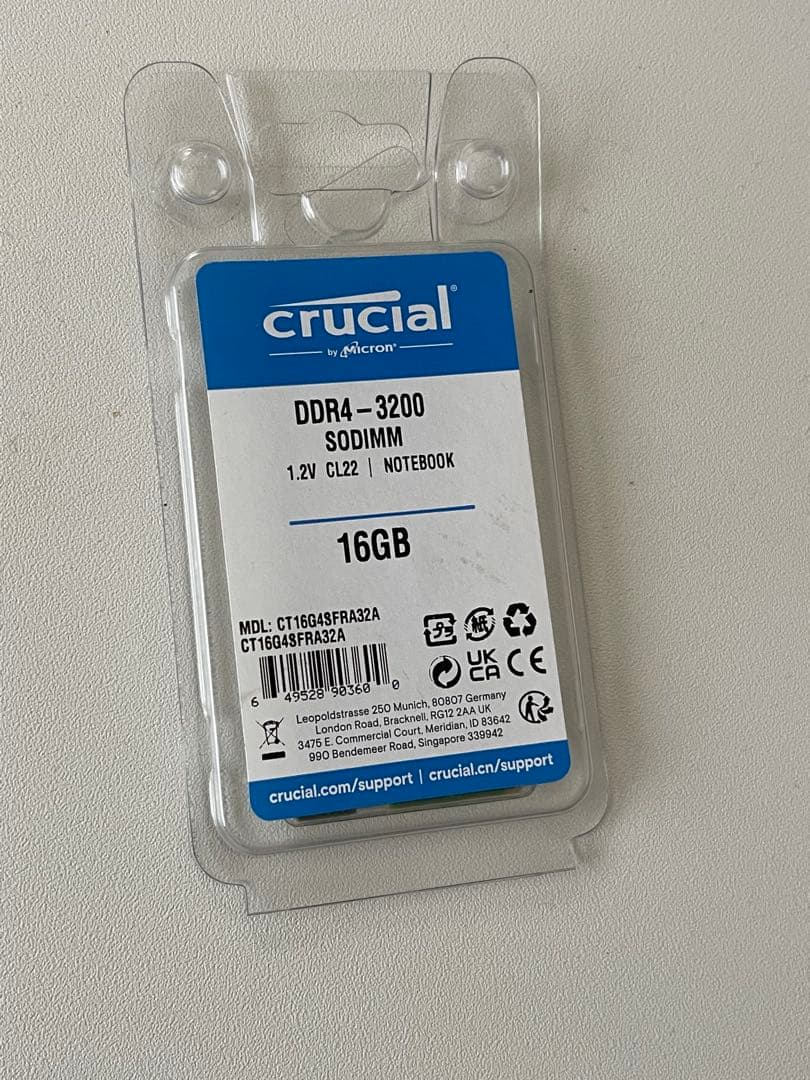 crucial®
by Micron®
DDR4-3200
SODIMM
1.2V CL22 | NOTEBOOK
16GB
MDL: CT16G4SFRA32A
CT16G4SFRA32A
6 49528 90360 0
紙
UK
CA
CE
Leopoldstrasse 250 Munich, 80807 Germany
London Road, Bracknell, RG12 2AA UK
3475 E. Commercial Court, Meridian, ID 83642
990 Bendemeer Road, Singapore 339942
crucial.com/support | crucial.cn/support